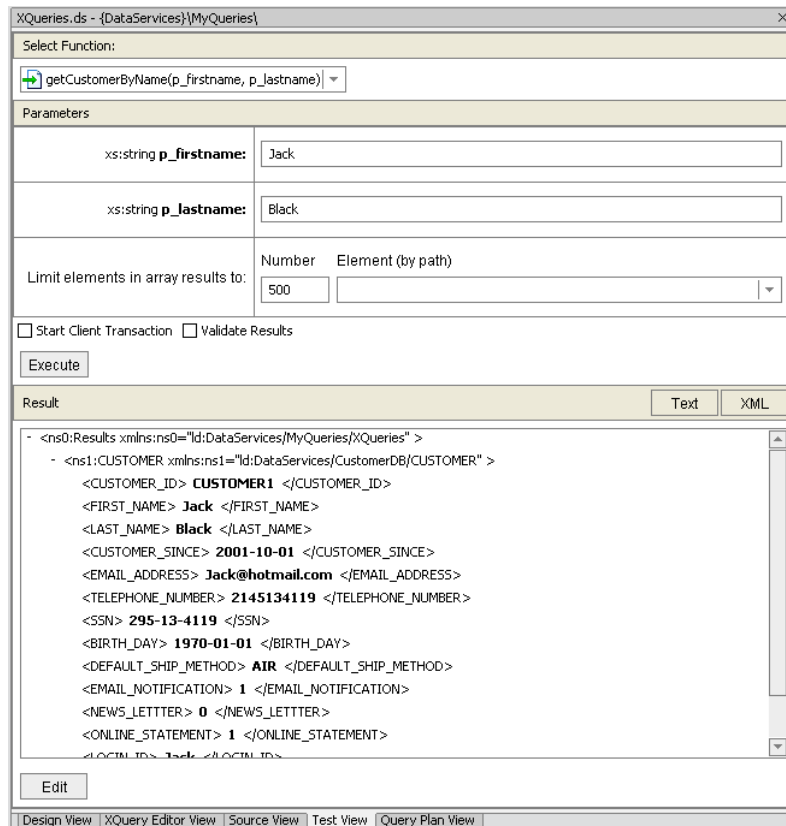 XQueries.ds - {DataServices}\MyQueries\
Select Function:
getCustomerByName(p_firstname, p_lastname)
Parameters
xs:string p_firstname: Jack
xs:string p_lastname: Black
Number Element (by path)
Limit elements in array results to: 500
Start Client Transaction Validate Results
Execute
Result Text XML
- <ns0:Results xmlns:ns0="ld:DataServices/MyQueries/XQueries" >
- <ns1:CUSTOMER xmlns:ns1="ld:DataServices/CustomerDB/CUSTOMER" >
<CUSTOMER_ID> CUSTOMER1 </CUSTOMER_ID>
<FIRST_NAME> Jack </FIRST_NAME>
<LAST_NAME> Black </LAST_NAME>
<CUSTOMER_SINCE> 2001-10-01 </CUSTOMER_SINCE>
<EMAIL_ADDRESS> Jack@hotmail.com </EMAIL_ADDRESS>
<TELEPHONE_NUMBER> 2145134119 </TELEPHONE_NUMBER>
<SSN> 295-13-4119 </SSN>
<BIRTH_DAY> 1970-01-01 </BIRTH_DAY>
<DEFAULT_SHIP_METHOD> AIR </DEFAULT_SHIP_METHOD>
<EMAIL_NOTIFICATION> 1 </EMAIL_NOTIFICATION>
<NEWS_LETTTER> 0 </NEWS_LETTTER>
<ONLINE_STATEMENT> 1 </ONLINE_STATEMENT>
<LOGIN_ID> Jack </LOGIN_ID>
Edit
Design View XQuery Editor View Source View Test View Query Plan View